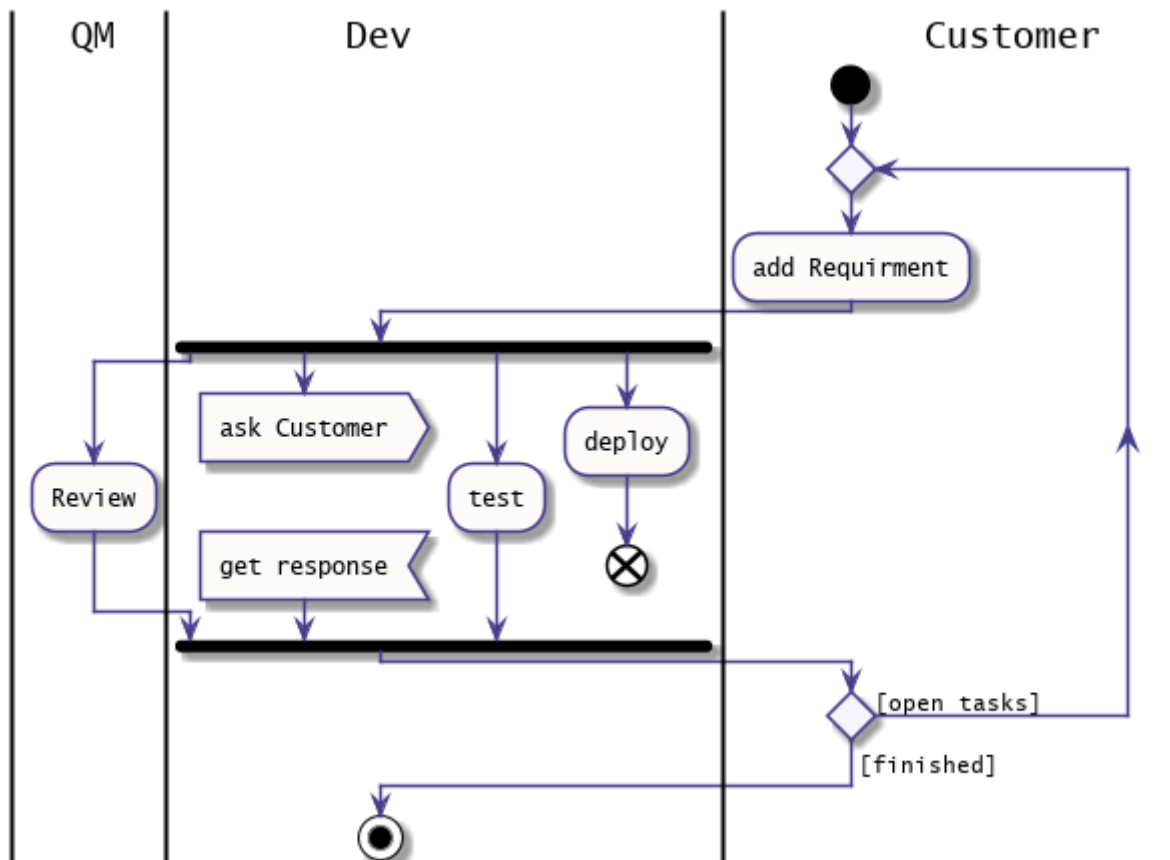 QM
Dev
Customer
add Requirment
ask Customer
deploy
Review
test
get response
[open tasks]
[finished]